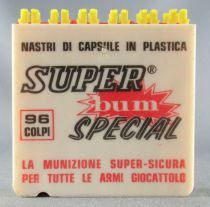 NASTRI DI CAPSULE IN PLASTICA
SUPER®
bum
96
COLPI
SPECIAL
LA MUNIZIONE SUPER-SICURA
PER TUTTE LE ARMI GIOCATTOLO